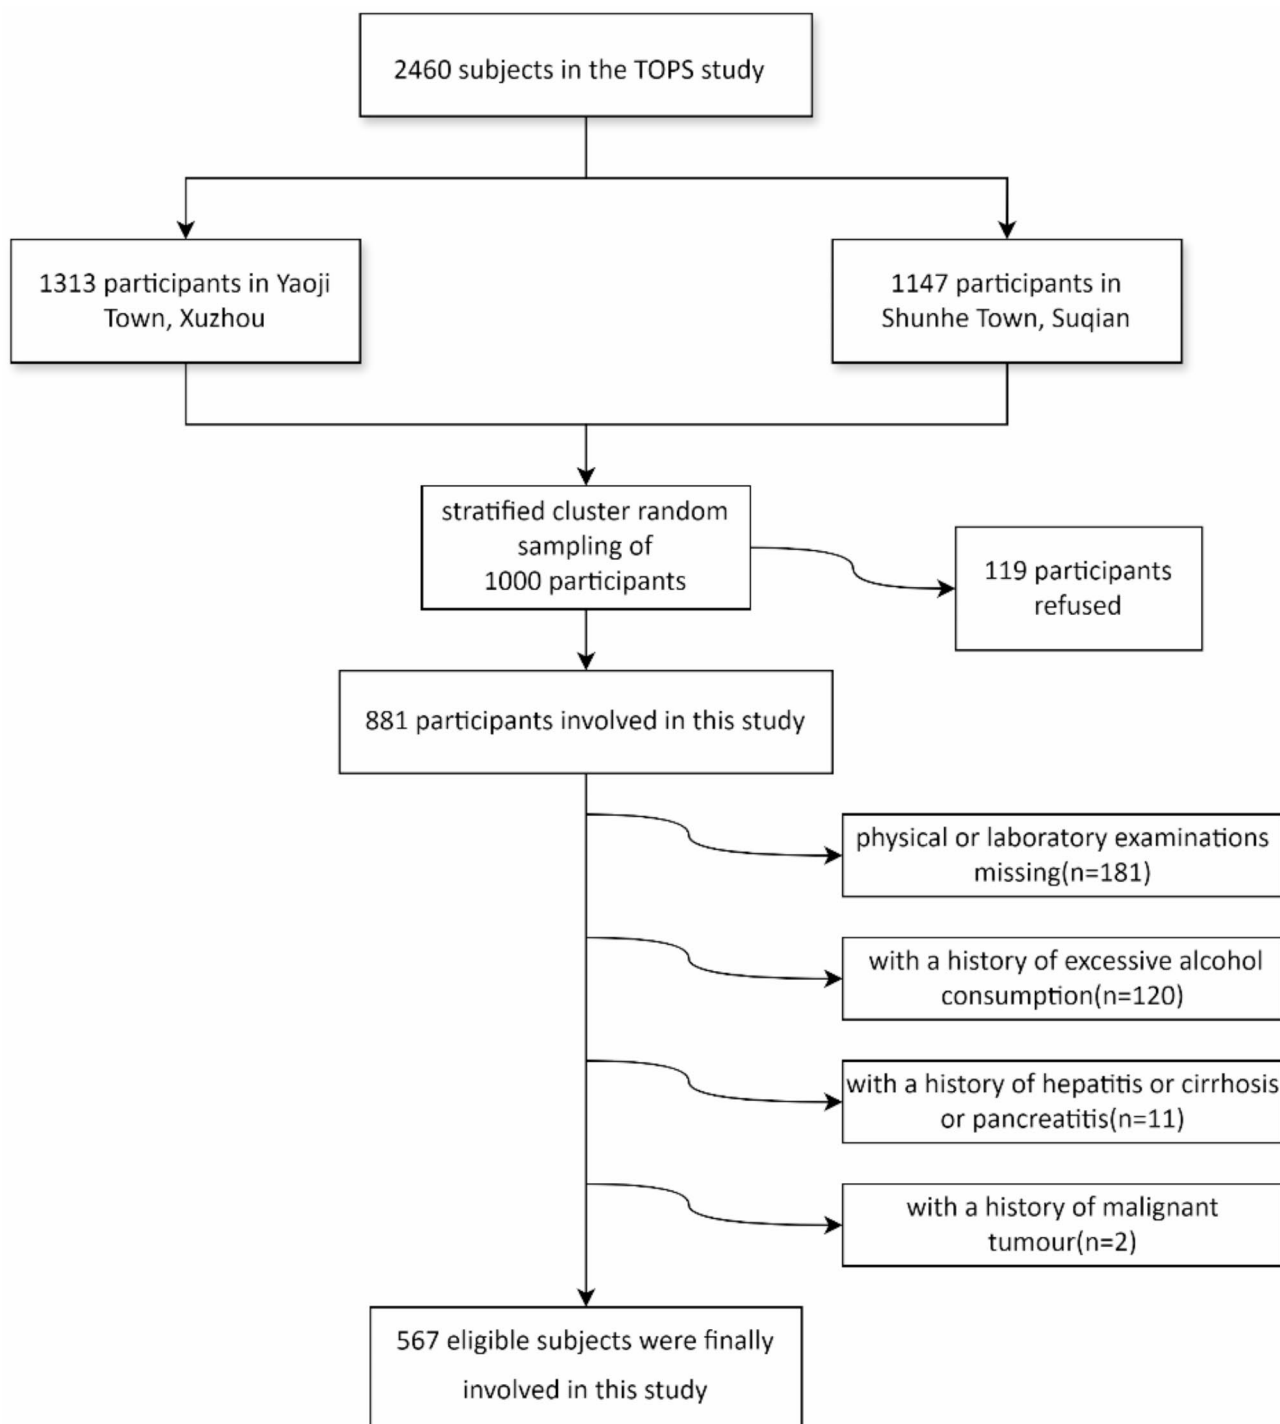 2460 subjects in the TOPS study
1313 participants in Yaoji
Town, Xuzhou
1147 participants in
Shunhe Town, Suqian
stratified cluster random
sampling of
1000 participants
119 participants
refused
881 participants involved in this study
physical or laboratory examinations
missing(n=181)
with a history of excessive alcohol
consumption(n=120)
with a history of hepatitis or cirrhosis
or pancreatitis(n=11)
with a history of malignant
tumour(n=2)
567 eligible subjects were finally
involved in this study